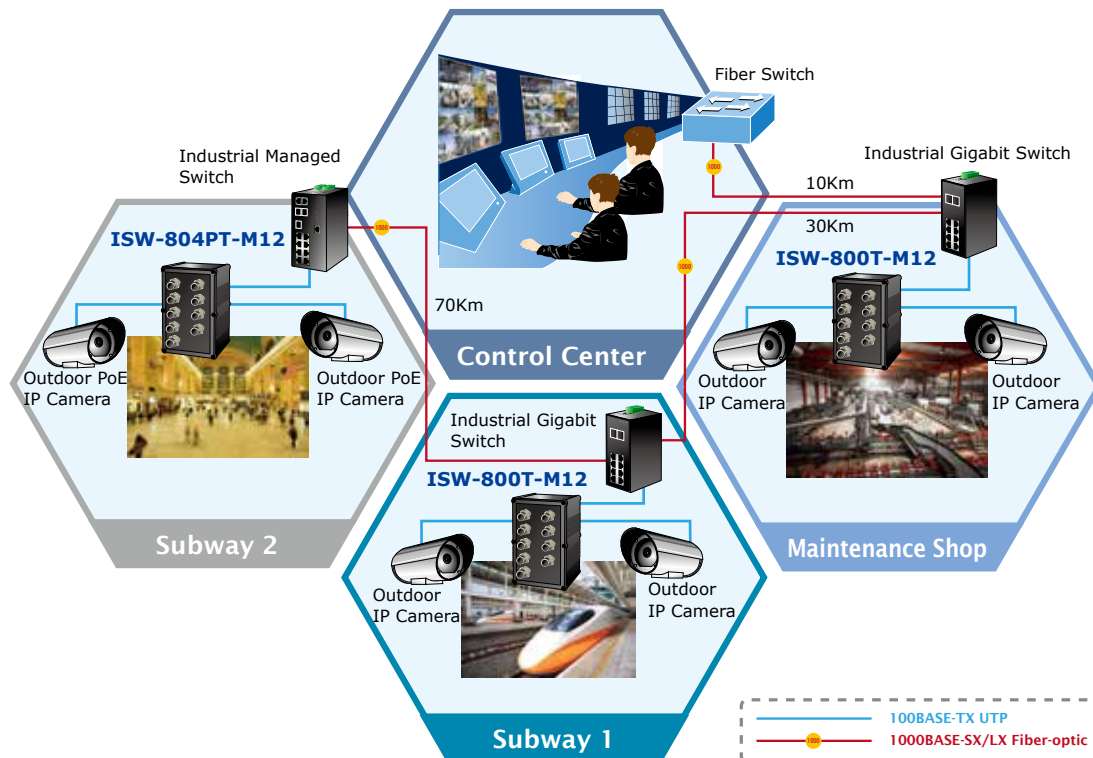 Fiber Switch
Industrial Managed
Switch
Industrial Gigabit Switch
1000
10Km
1000
30Km
ISW-804PT-M12
ISW-800T-M12
1000
70Km
Control Center
Outdoor PoE
IP Camera
Outdoor PoE
IP Camera
Outdoor
IP Camera
Outdoor
IP Camera
Industrial Gigabit
Switch
ISW-800T-M12
Subway 2
Maintenance Shop
Outdoor
IP Camera
Outdoor
IP Camera
Subway 1
100BASE-TX UTP
1000
1000BASE-SX/LX Fiber-optic